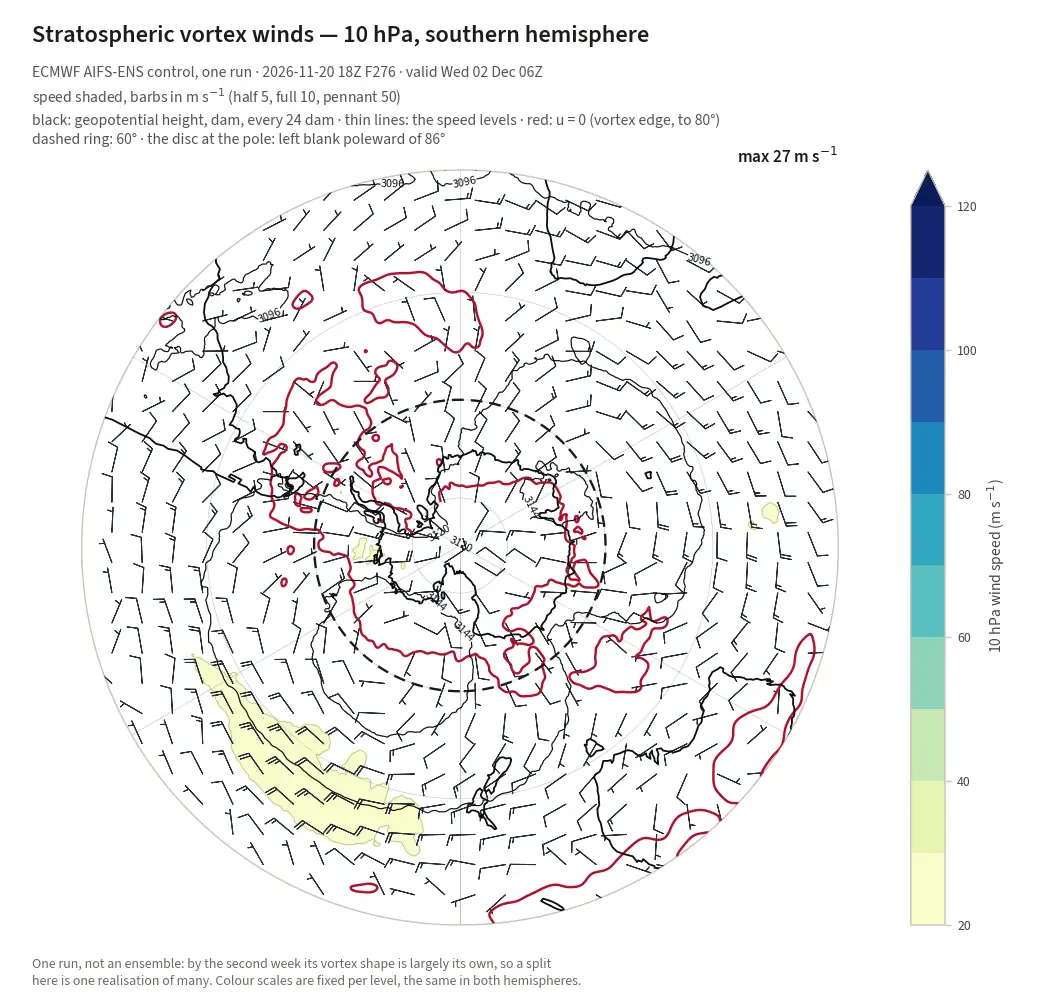 Stratospheric vortex winds — 10 hPa, southern hemisphere
ECMWF AIFS-ENS control, one run · 2026-11-20 18Z F276 · valid Wed 02 Dec 06Z
speed shaded, barbs in m s⁻¹ (half 5, full 10, pennant 50)
black: geopotential height, dam, every 24 dam · thin lines: the speed levels · red: u = 0 (vortex edge, to 80°)
dashed ring: 60° · the disc at the pole: left blank poleward of 86°
max 27 m s⁻¹
3096
3096
3096
3096
3144
3144
120
100
80
60
40
20
10 hPa wind speed (m s⁻¹)
One run, not an ensemble: by the second week its vortex shape is largely its own, so a split
here is one realisation of many. Colour scales are fixed per level, the same in both hemispheres.